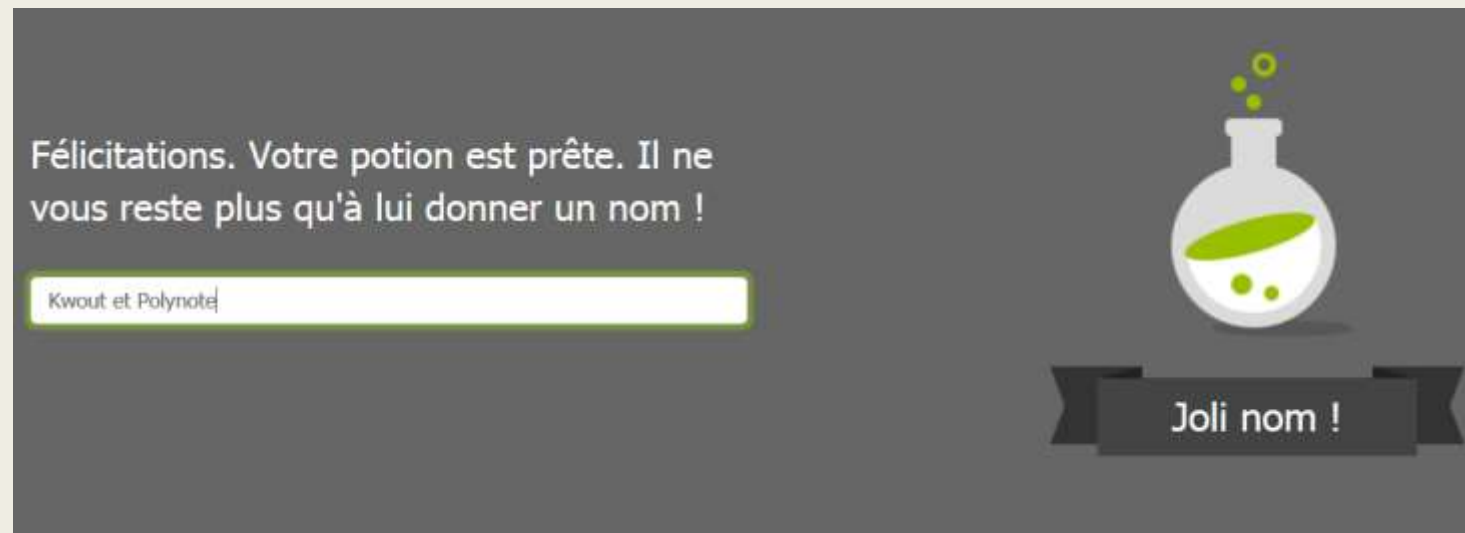 Félicitations. Votre potion est prête. Il ne
vous reste plus qu'à lui donner un nom !
Kwout et Polynote
Joli nom !